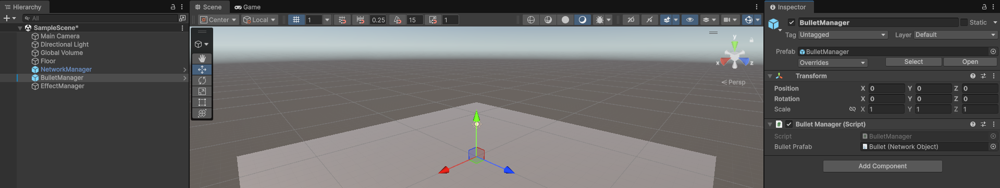 Hierarchy
All
SampleScene*
Main Camera
Directional Light
Global Volume
Floor
NetworkManager
BulletManager
EffectManager
Scene
Game
Center
Local
1
0.25
15
1
2D
y
x
z
Persp
Inspector
BulletManager
Static
Tag Untagged
Layer Default
Prefab BulletManager
Overrides
Select
Open
Transform
Position X 0 Y 0 Z 0
Rotation X 0 Y 0 Z 0
Scale X 1 Y 1 Z 1
# Bullet Manager (Script)
Script BulletManager
Bullet Prafab Bullet (Network Object)
Add Component